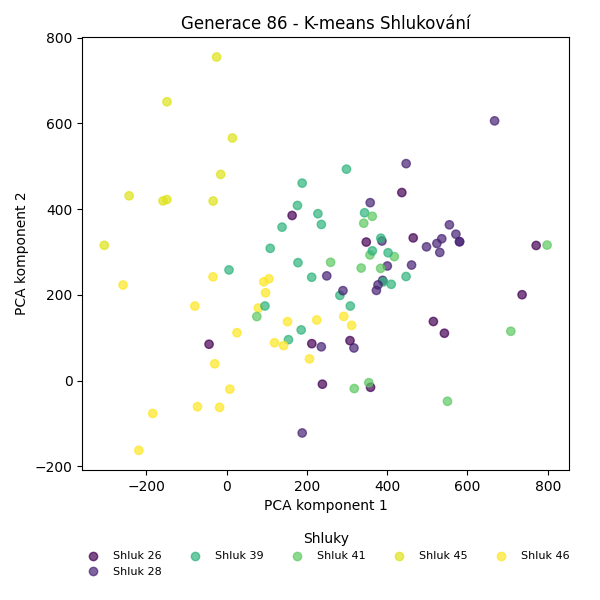 Generace 86 - K-means Shlukování
PCA komponent 2
800
600
400
200
0
−200
−200 0 200 400 600 800
PCA komponent 1
Shluky
Shluk 26 Shluk 39 Shluk 41 Shluk 45 Shluk 46
Shluk 28